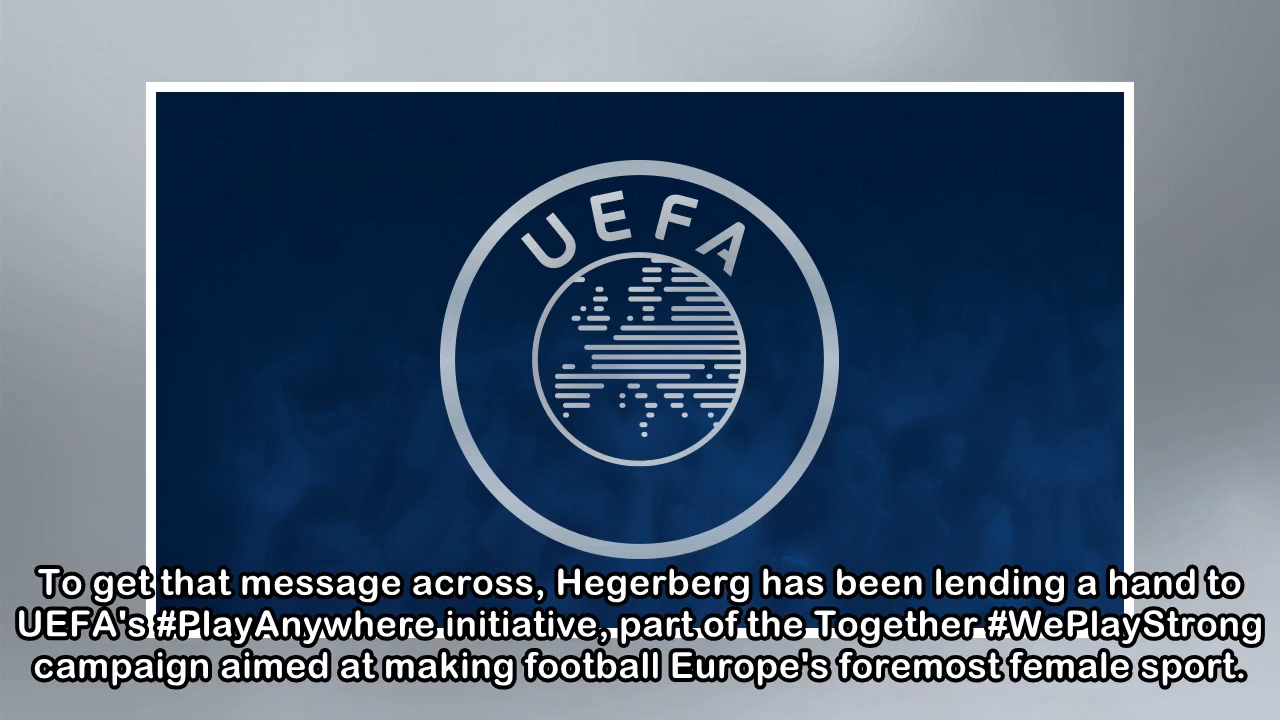 UEFA
To get that message across, Hegerberg has been lending a hand to
UEFA's #PlayAnywhere initiative, part of the Together #WePlayStrong
campaign aimed at making football Europe's foremost female sport.